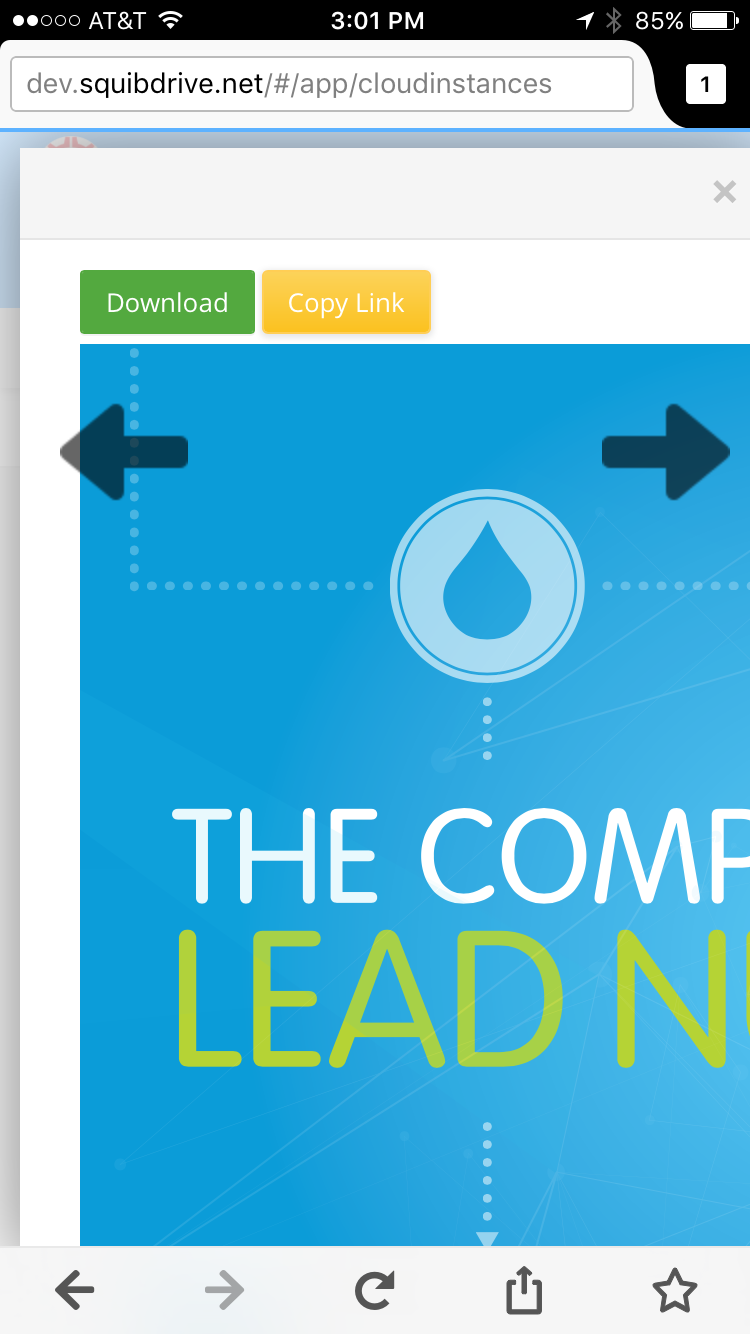 AT&T 3:01 PM 85%
dev.squibdrive.net/#/app/cloudinstances
1
Download Copy Link
THE COMP
LEAD N